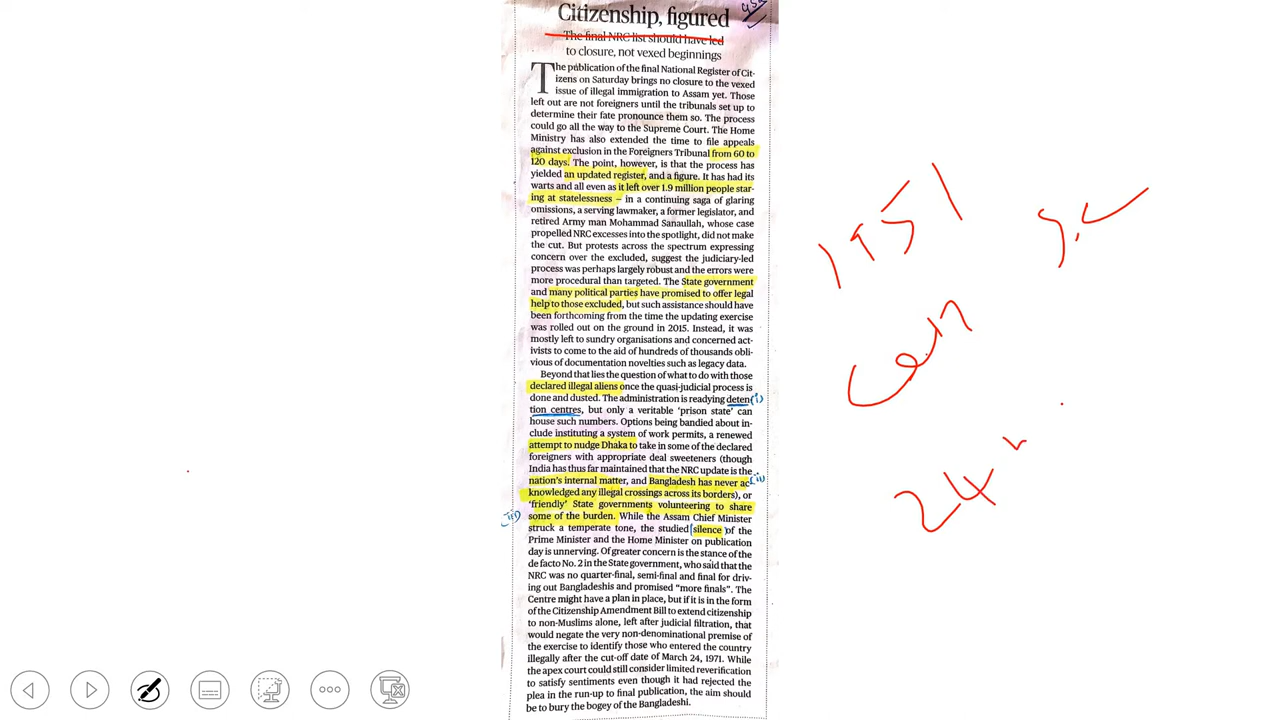 Citizenship, figured
The final NRC list should have led
to closure, not vexed beginnings
The publication of the final National Register of Cit-
izens on Saturday brings no closure to the vexed
issue of illegal immigration to Assam yet. Those
left out are not foreigners until the tribunals set up to
determine their fate pronounce them so. The process
could go all the way to the Supreme Court. The Home
Ministry has also extended the time to file appeals
against exclusion in the Foreigners Tribunal from 60 to
120 days. The point, however, is that the process has
yielded an updated register, and a figure. It has had its
warts and all even as it left over 1.9 million people star-
ing at statelessness – in a continuing saga of glaring
omissions, a serving lawmaker, a former legislator, and
retired Army man Mohammad Sanaullah, whose case
propelled NRC excesses into the spotlight, did not make
the cut. But protests across the spectrum expressing
concern over the excluded, suggest the judiciary-led
process was perhaps largely robust and the errors were
more procedural than targeted. The State government
and many political parties have promised to offer legal
help to those excluded, but such assistance should have
been forthcoming from the time the updating exercise
was rolled out on the ground in 2015. Instead, it was
mostly left to sundry organisations and concerned act-
ivists to come to the aid of hundreds of thousands obli-
vious of documentation novelties such as legacy data.
Beyond that lies the question of what to do with those
declared illegal aliens once the quasi-judicial process is
done and dusted. The administration is readying deten (i)
tion centres, but only a veritable 'prison state' can
house such numbers. Options being bandied about in-
clude instituting a system of work permits, a renewed
attempt to nudge Dhaka to take in some of the declared
foreigners with appropriate deal sweeteners (though
India has thus far maintained that the NRC update is the
nation's internal matter, and Bangladesh has never ac (ii)
knowledged any illegal crossings across its borders), or
'friendly' State governments volunteering to share
(iii) some of the burden. While the Assam Chief Minister
struck a temperate tone, the studied silence of the
Prime Minister and the Home Minister on publication
day is unnerving. Of greater concern is the stance of the
de facto No. 2 in the State government, who said that the
NRC was no quarter-final, semi-final and final for driv-
ing out Bangladeshis and promised "more finals". The
Centre might have a plan in place, but if it is in the form
of the Citizenship Amendment Bill to extend citizenship
to non-Muslims alone, left after judicial filtration, that
would negate the very non-denominational premise of
the exercise to identify those who entered the country
illegally after the cut-off date of March 24, 1971. While
the apex court could still consider limited reverification
to satisfy sentiments even though it had rejected the
plea in the run-up to final publication, the aim should
be to bury the bogey of the Bangladeshi.
1951
24